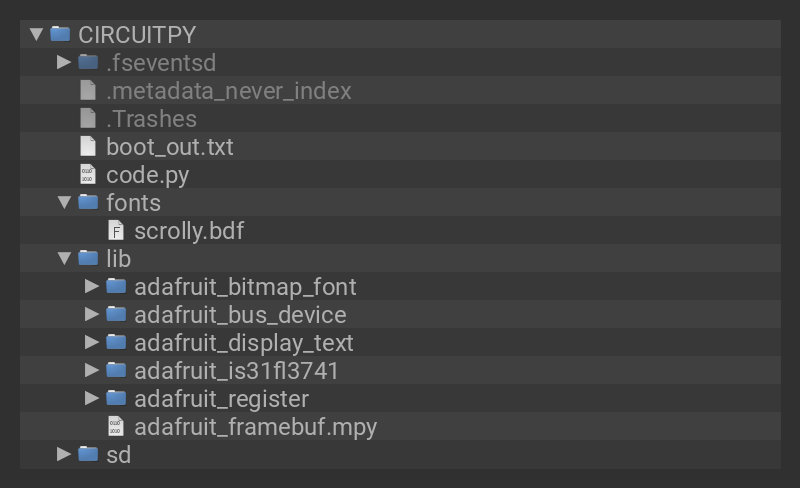 CIRCUITPY
.fseventsd
.metadata_never_index
.Trashes
boot_out.txt
code.py
fonts
scrolly.bdf
lib
adafruit_bitmap_font
adafruit_bus_device
adafruit_display_text
adafruit_is31fl3741
adafruit_register
adafruit_framebuf.mpy
sd